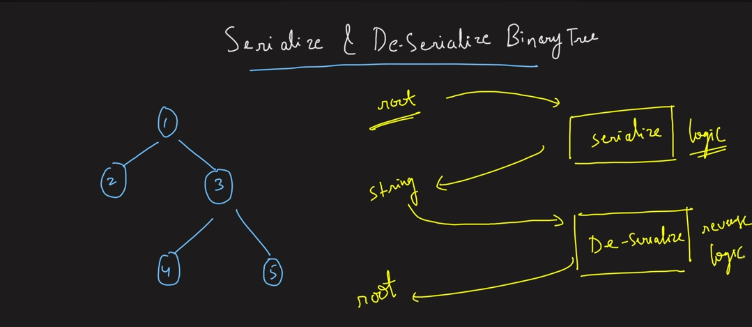 Serialize & De-Serialize Binary Tree
root
serialize
logic
string
De-serialize
reverse
logic
root
1
2
3
4
5